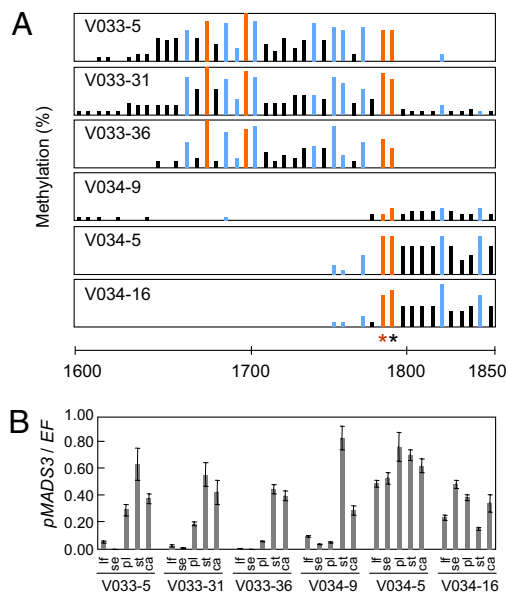 A
Methylation (%)
V033-5
V033-31
V033-36
V034-9
V034-5
V034-16
* *
1600 1700 1800 1850
B
pMADS3 / EF
1.00
0.80
0.60
0.40
0.20
0.00
lf se pl st ca lf se pl st ca lf se pl st ca lf se pl st ca lf se pl st ca lf se pl st ca
V033-5 V033-31 V033-36 V034-9 V034-5 V034-16